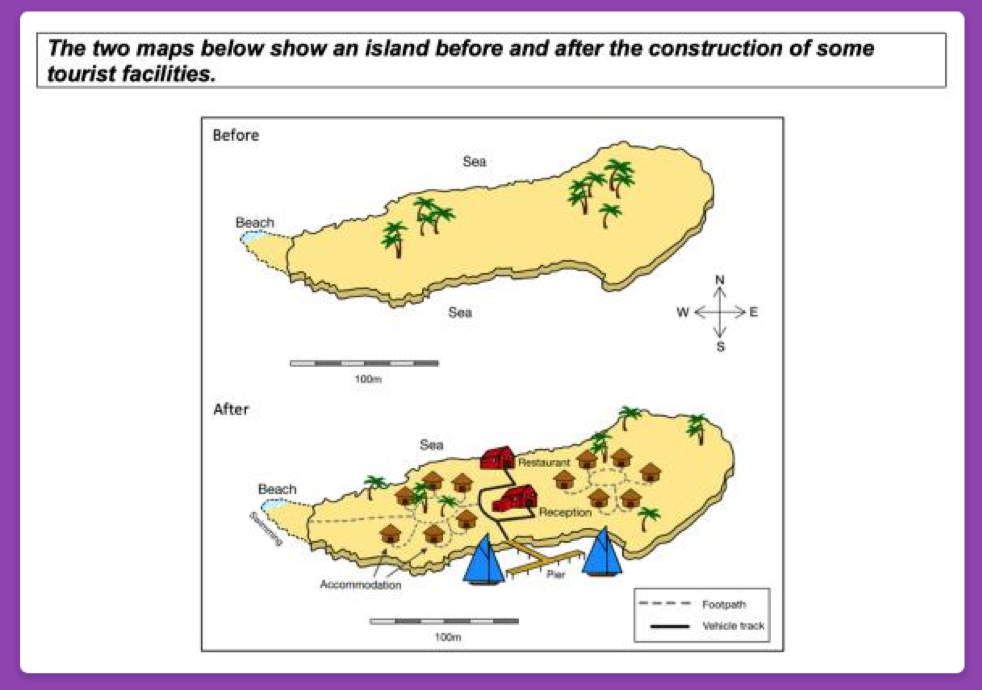 The two maps below show an island before and after the construction of some
tourist facilities.
Before
Sea
Beach
Sea
N
W E
S
100m
After
Sea
Restaurant
Beach
Swimming
Reception
Pier
Accommodation
Footpath
Vehicle track
100m